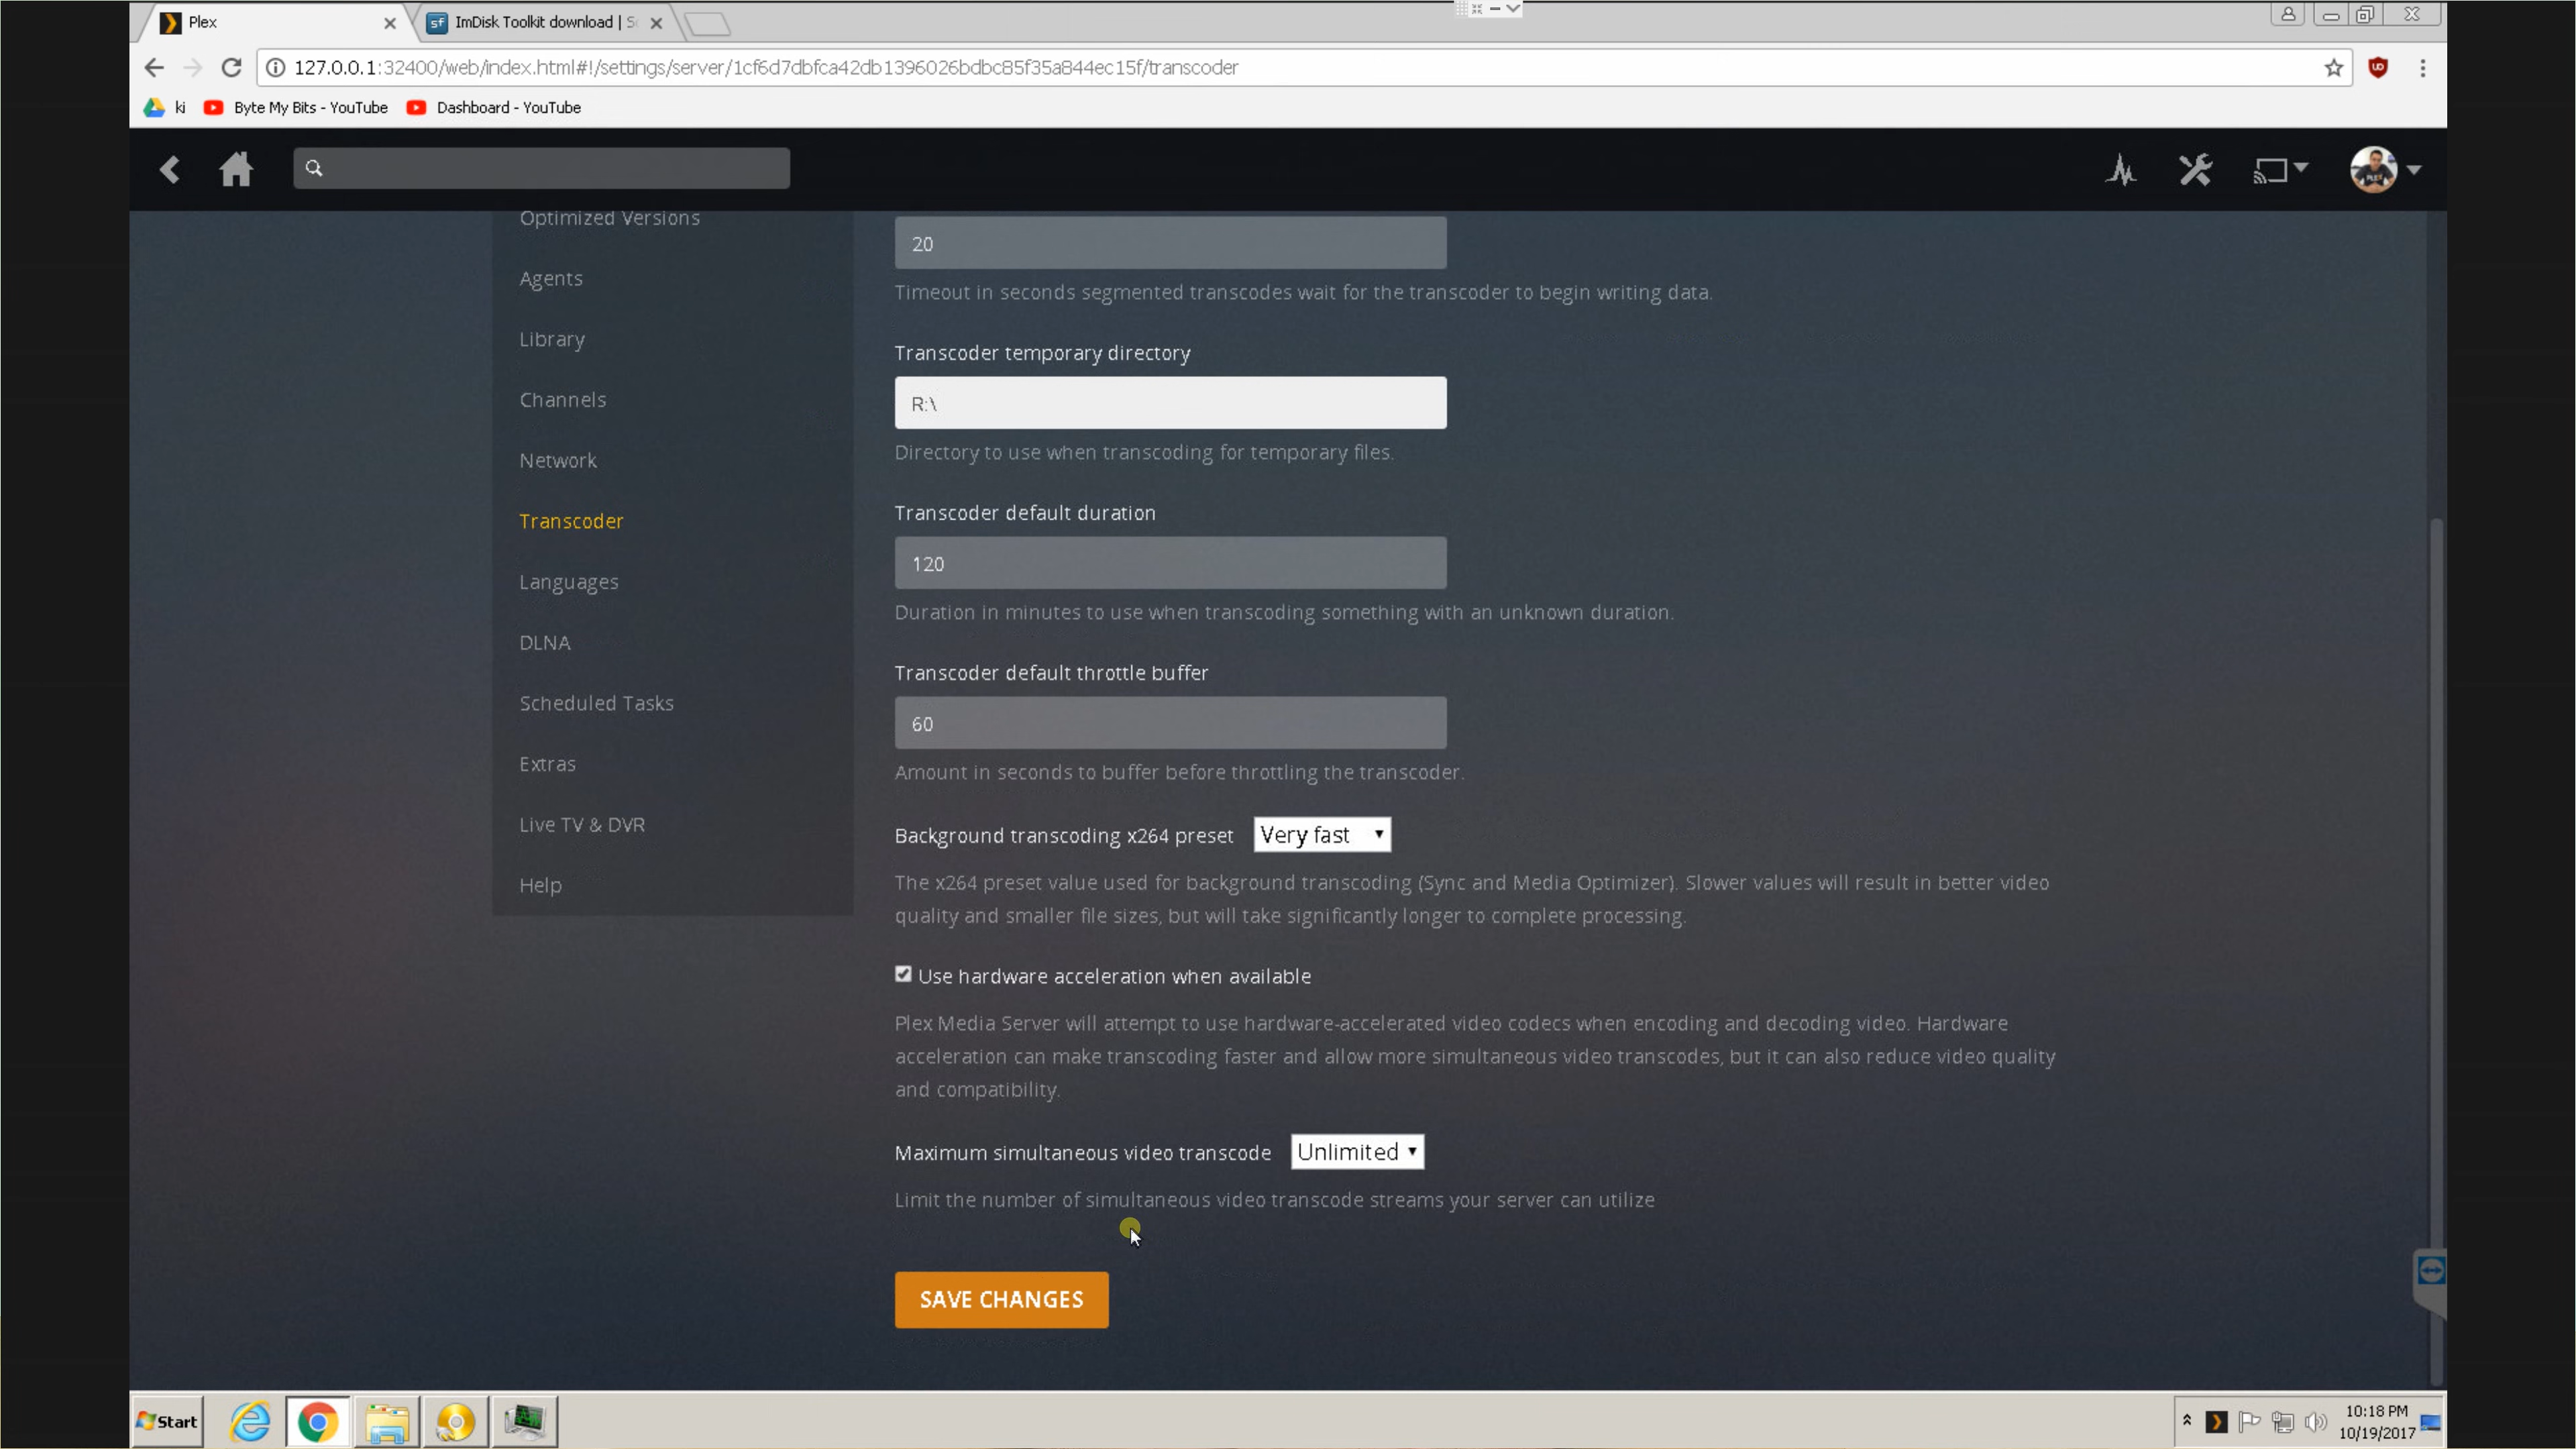 Plex
ImDisk Toolkit download | S
127.0.0.1:32400/web/index.html#!/settings/server/1cf6d7dbfca42db1396026bdbc85f35a844ec15f/transcoder
ki
Byte My Bits - YouTube
Dashboard - YouTube
Optimized Versions
Agents
Library
Channels
Network
Transcoder
Languages
DLNA
Scheduled Tasks
Extras
Live TV & DVR
Help
20
Timeout in seconds segmented transcodes wait for the transcoder to begin writing data.
Transcoder temporary directory
R:\
Directory to use when transcoding for temporary files.
Transcoder default duration
120
Duration in minutes to use when transcoding something with an unknown duration.
Transcoder default throttle buffer
60
Amount in seconds to buffer before throttling the transcoder.
Background transcoding x264 preset Very fast
The x264 preset value used for background transcoding (Sync and Media Optimizer). Slower values will result in better video
quality and smaller file sizes, but will take significantly longer to complete processing.
Use hardware acceleration when available
Plex Media Server will attempt to use hardware-accelerated video codecs when encoding and decoding video. Hardware
acceleration can make transcoding faster and allow more simultaneous video transcodes, but it can also reduce video quality
and compatibility.
Maximum simultaneous video transcode Unlimited
Limit the number of simultaneous video transcode streams your server can utilize
SAVE CHANGES
Start
10:18 PM
10/19/2017